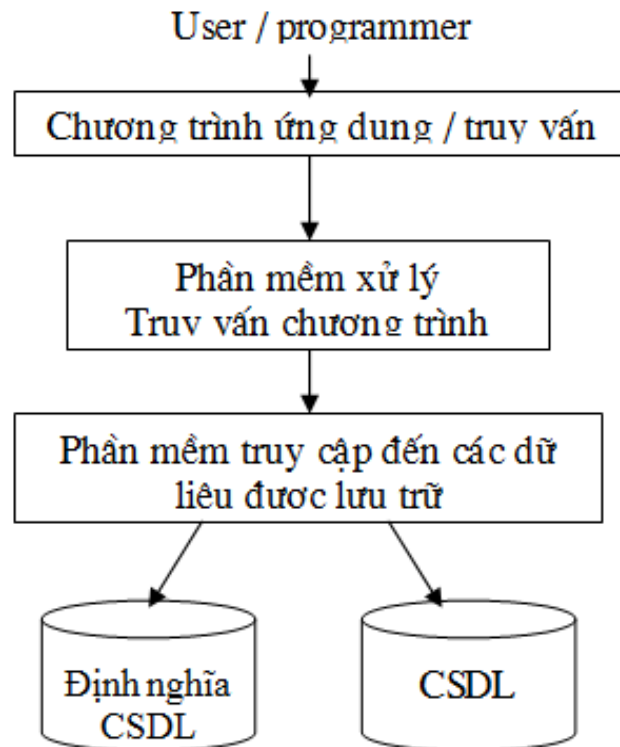 User / programmer
Chương trình ứng dụng / truy vấn
Phần mềm xử lý
Truy vấn chương trình
Phần mềm truy cập đến các dữ
liệu được lưu trữ
Định nghĩa
CSDL
CSDL